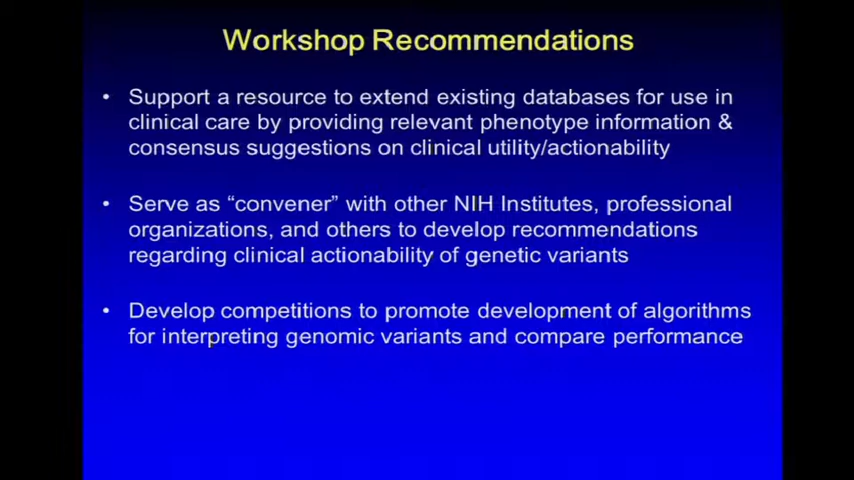 Workshop Recommendations
• Support a resource to extend existing databases for use in
clinical care by providing relevant phenotype information &
consensus suggestions on clinical utility/actionability
• Serve as “convener” with other NIH Institutes, professional
organizations, and others to develop recommendations
regarding clinical actionability of genetic variants
• Develop competitions to promote development of algorithms
for interpreting genomic variants and compare performance